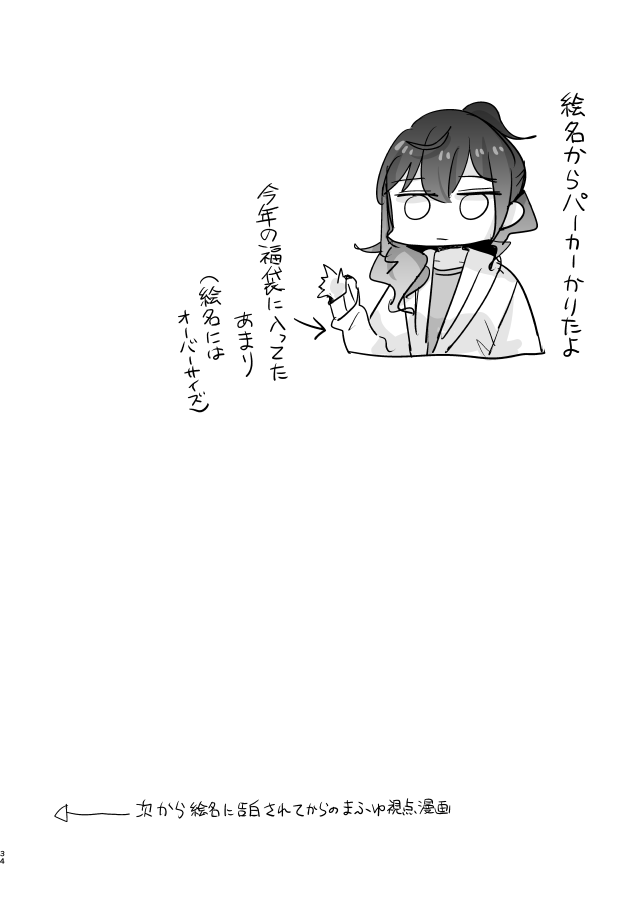 絵名からパーカーかりたよ
今年の福袋に入ってた
あまり
(絵名には
オーバーサイズ)
次から絵名に告白されてからのまふゆ視点漫画
34